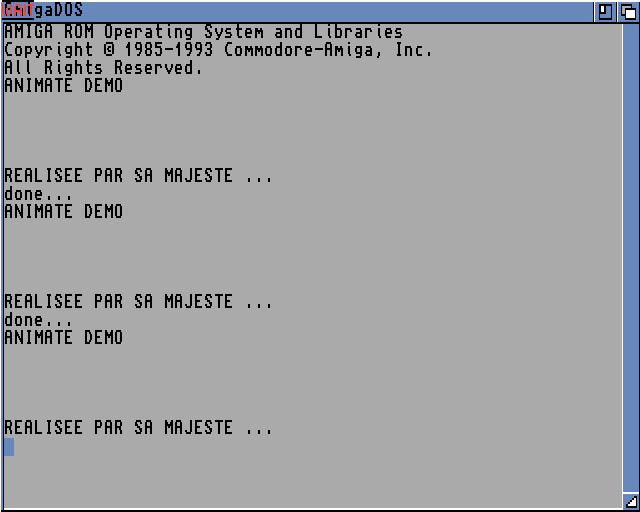 AmigaDOS
AMIGA ROM Operating System and Libraries
Copyright © 1985-1993 Commodore-Amiga, Inc.
All Rights Reserved.
ANIMATE DEMO
REALISEE PAR SA MAJESTE ...
done...
ANIMATE DEMO
REALISEE PAR SA MAJESTE ...
done...
ANIMATE DEMO
REALISEE PAR SA MAJESTE ...